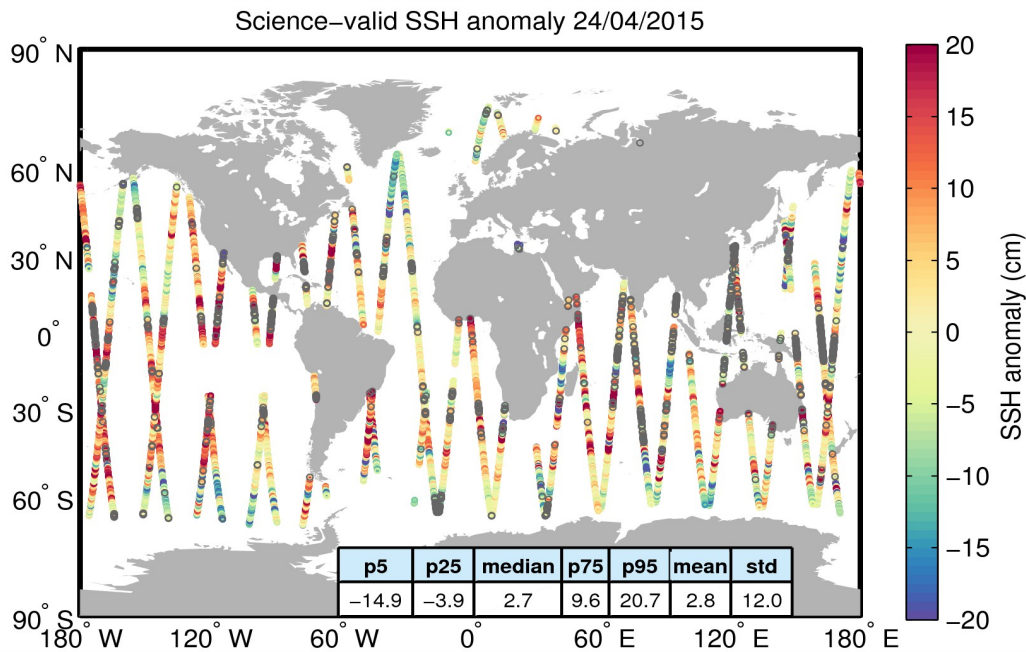 Science−valid SSH anomaly 24/04/2015
90° N
60° N
30° N
0°
30° S
60° S
90° S
180° W
120° W
60° W
0°
60° E
120° E
180° E
p5 p25 median p75 p95 mean std
−14.9 −3.9 2.7 9.6 20.7 2.8 12.0
20
15
10
5
0
−5
−10
−15
−20
SSH anomaly (cm)